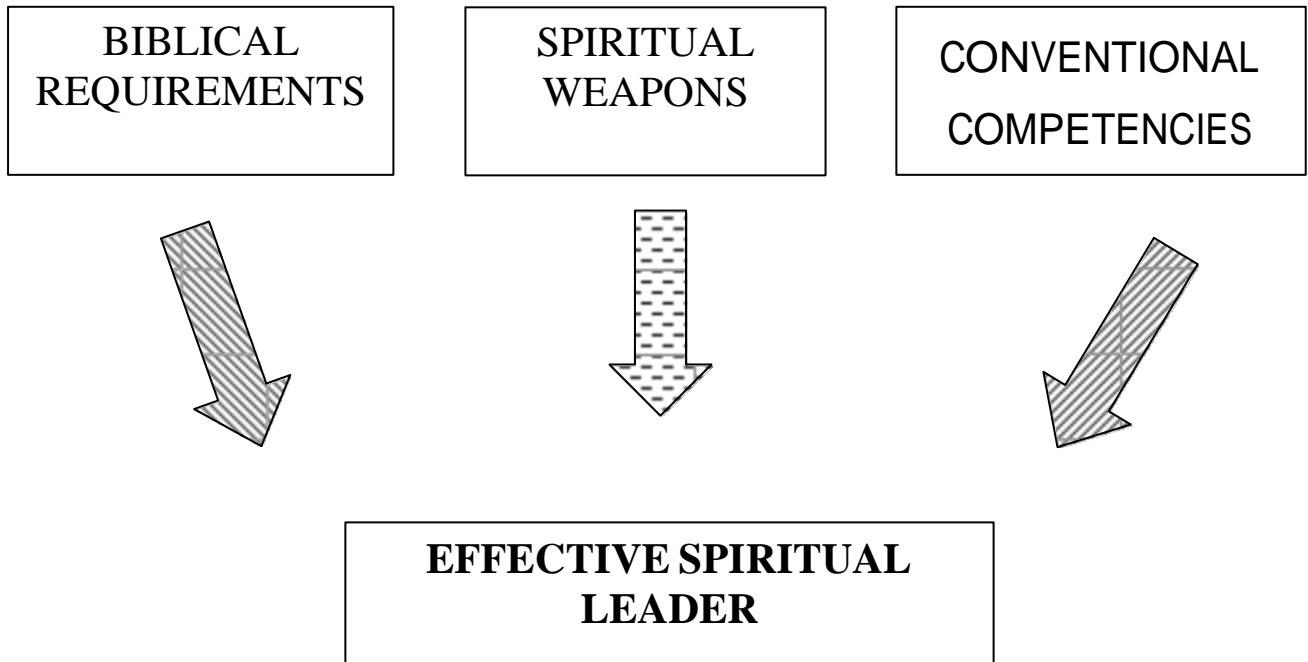 BIBLICAL
REQUIREMENTS
SPIRITUAL
WEAPONS
CONVENTIONAL
COMPETENCIES
EFFECTIVE SPIRITUAL
LEADER